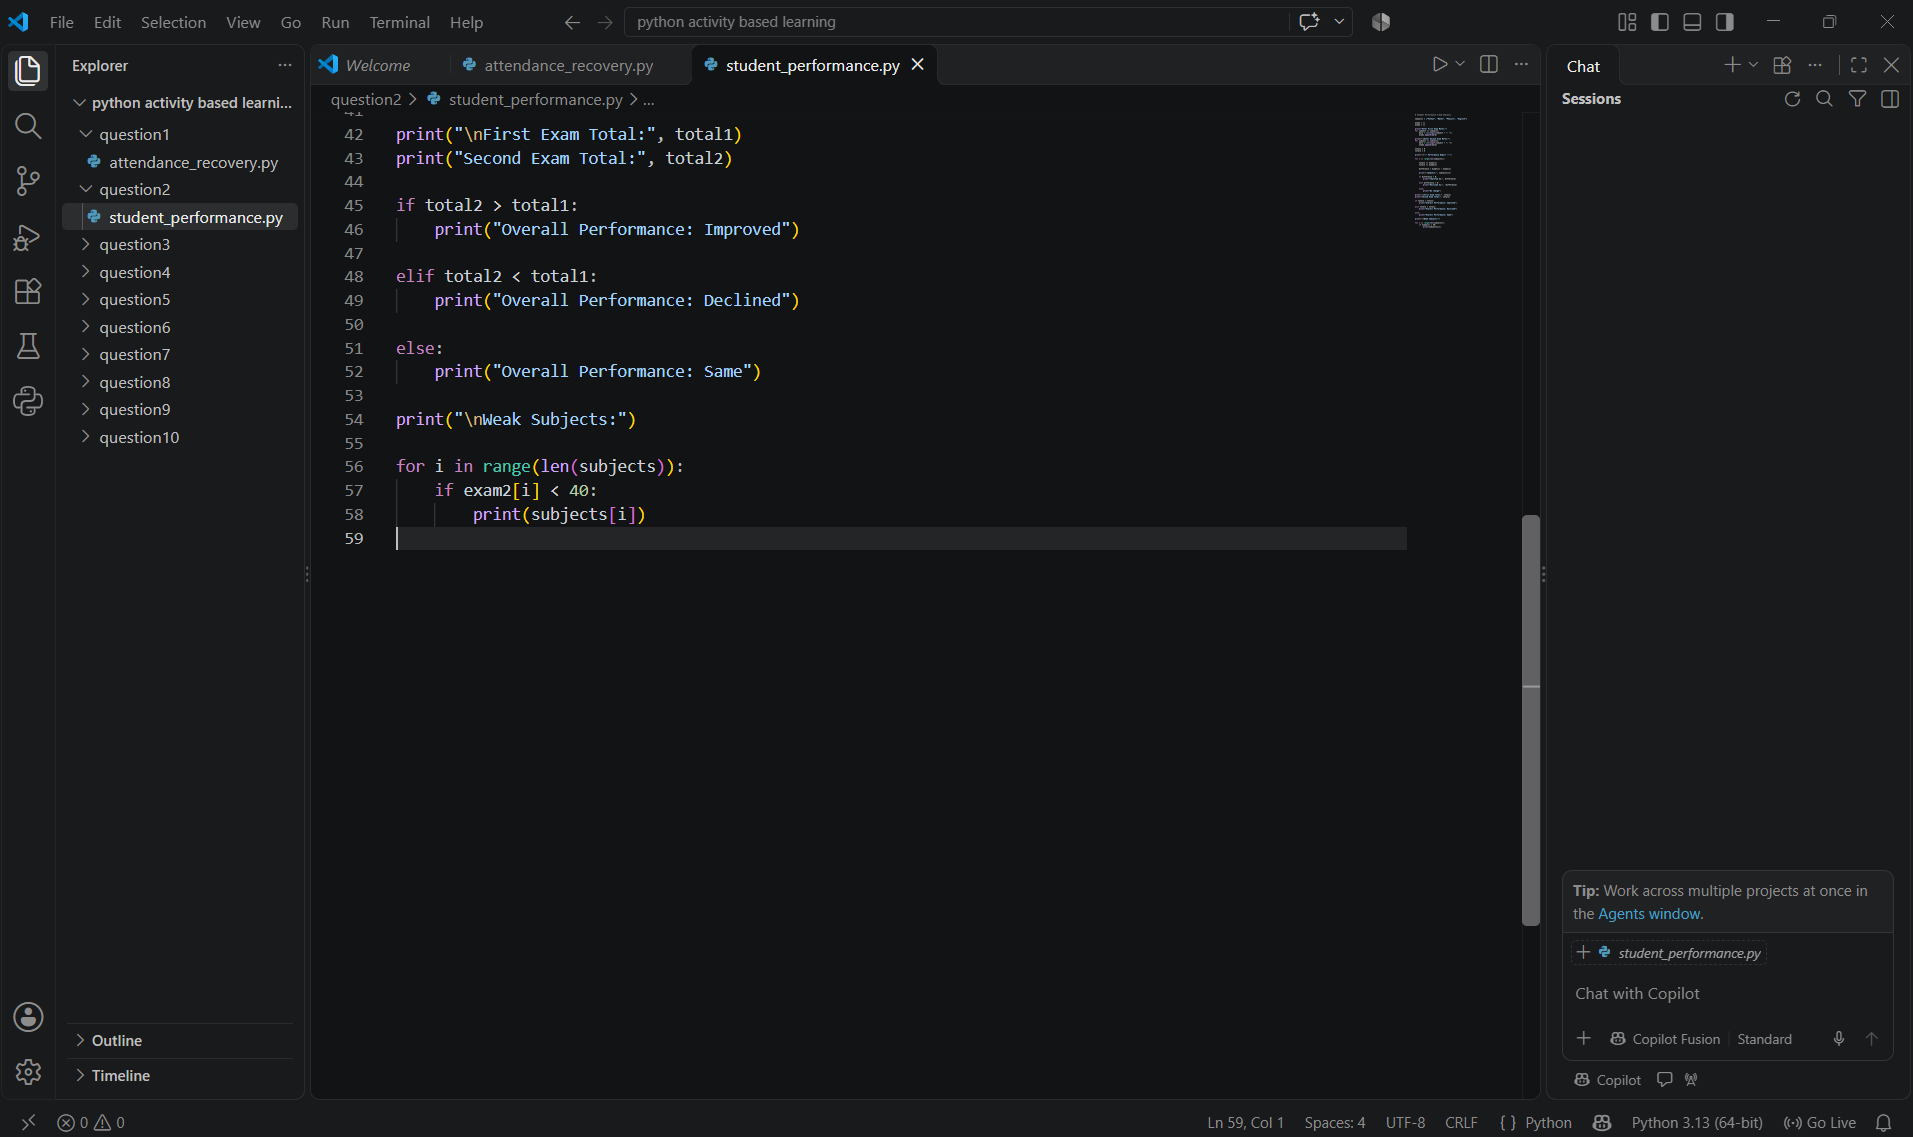 File Edit Selection View Go Run Terminal Help
python activity based learning
Explorer
python activity based learni...
question1
attendance_recovery.py
question2
student_performance.py
question3
question4
question5
question6
question7
question8
question9
question10
Outline
Timeline
Welcome
attendance_recovery.py
student_performance.py
question2 > student_performance.py > ...
41
42 print("\nFirst Exam Total:", total1)
43 print("Second Exam Total:", total2)
44
45 if total2 > total1:
46 print("Overall Performance: Improved")
47
48 elif total2 < total1:
49 print("Overall Performance: Declined")
50
51 else:
52 print("Overall Performance: Same")
53
54 print("\nWeak Subjects:")
55
56 for i in range(len(subjects)):
57 if exam2[i] < 40:
58 print(subjects[i])
59
Chat
Sessions
Tip: Work across multiple projects at once in
the Agents window.
student_performance.py
Chat with Copilot
Copilot Fusion Standard
Copilot
0 0
Ln 59, Col 1 Spaces: 4 UTF-8 CRLF { } Python Python 3.13 (64-bit) Go Live